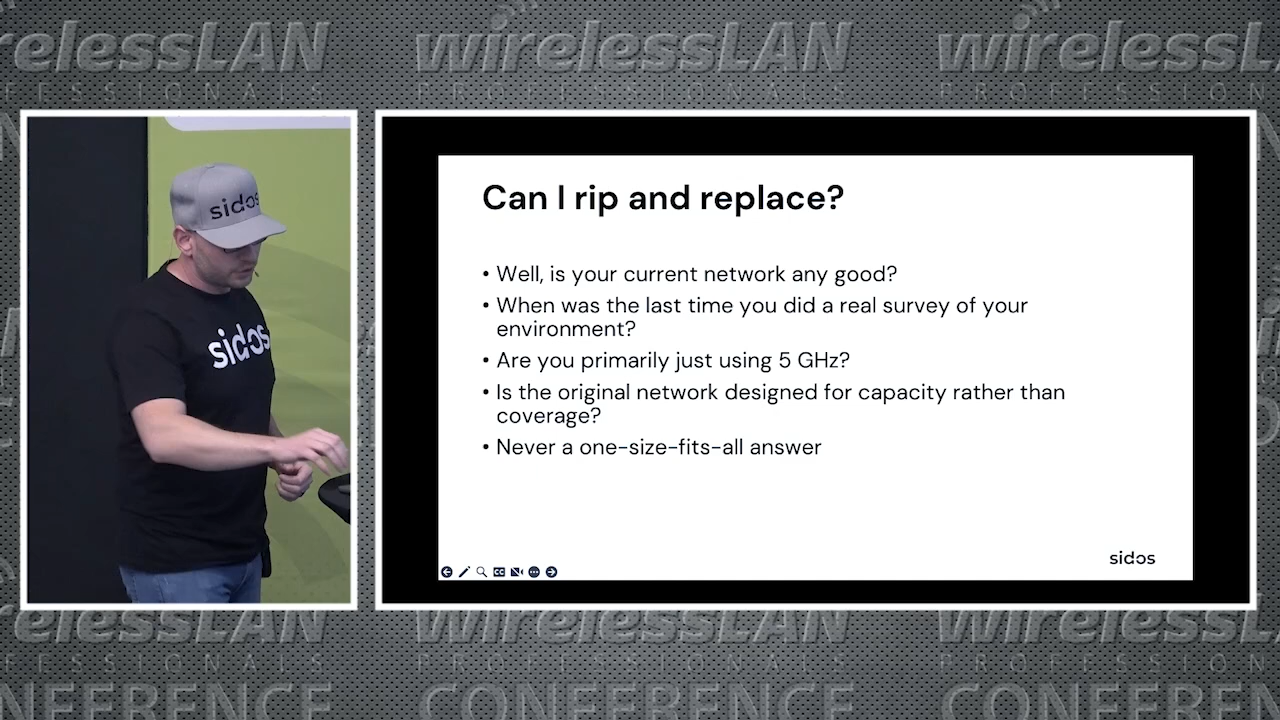 wirelessLAN
PROFESSIONALS
sidos
sidos
Can I rip and replace?
• Well, is your current network any good?
• When was the last time you did a real survey of your
environment?
• Are you primarily just using 5 GHz?
• Is the original network designed for capacity rather than
coverage?
• Never a one-size-fits-all answer
sidos
wirelessLAN
PROFESSIONALS
CONFERENCE